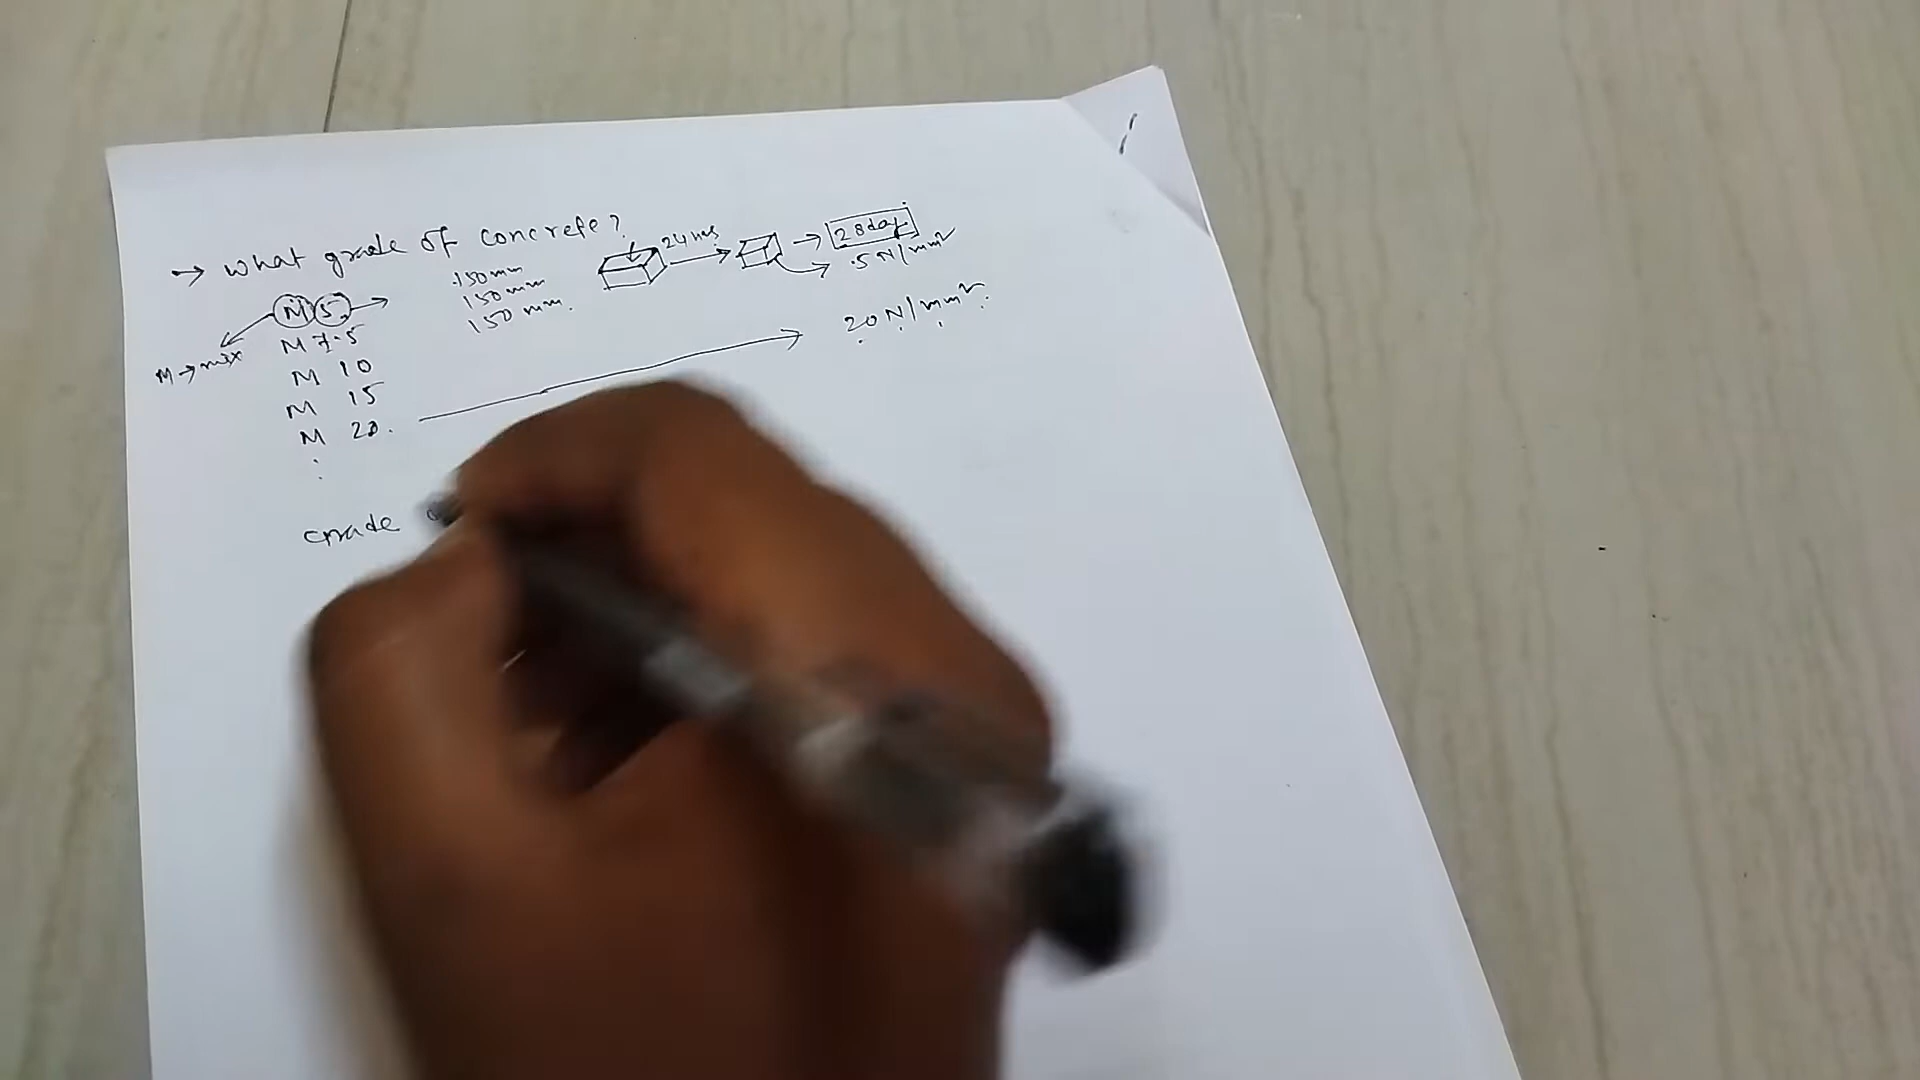 → What grade of concrete?
24 hrs → 28 days
5 N/mm²
150 mm
150 mm
150 mm.
M 5 →
M → mix
M 7.5
M 10
M 15
M 20. → 20 N/mm²
:
Grade